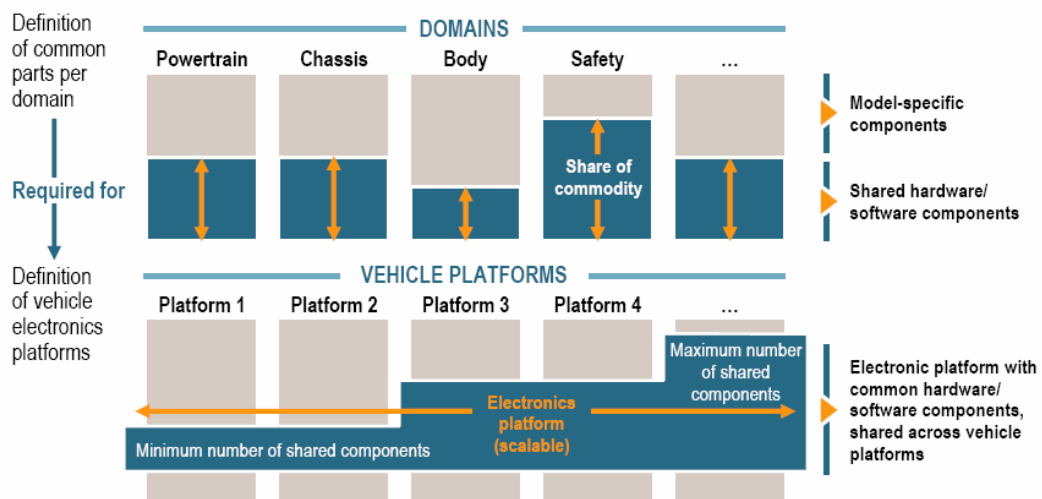 Definition
of common
parts per
domain
Required for
Definition
of vehicle
electronics
platforms
DOMAINS
Powertrain
Chassis
Body
Safety
...
Share of
commodity
Model-specific
components
Shared hardware/
software components
VEHICLE PLATFORMS
Platform 1
Platform 2
Platform 3
Platform 4
...
Maximum number
of shared
components
Electronics
platform
(scalable)
Minimum number of shared components
Electronic platform with
common hardware/
software components,
shared across vehicle
platforms